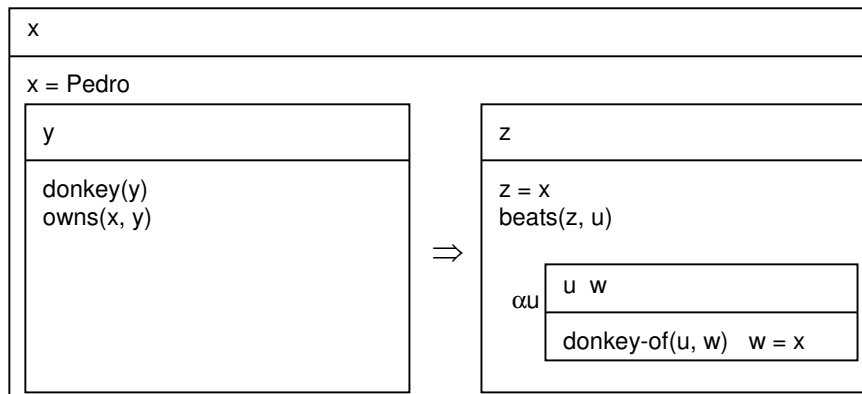 x
x = Pedro
y
donkey(y)
owns(x, y)
⇒
z
z = x
beats(z, u)
αu
u w
donkey-of(u, w) w = x